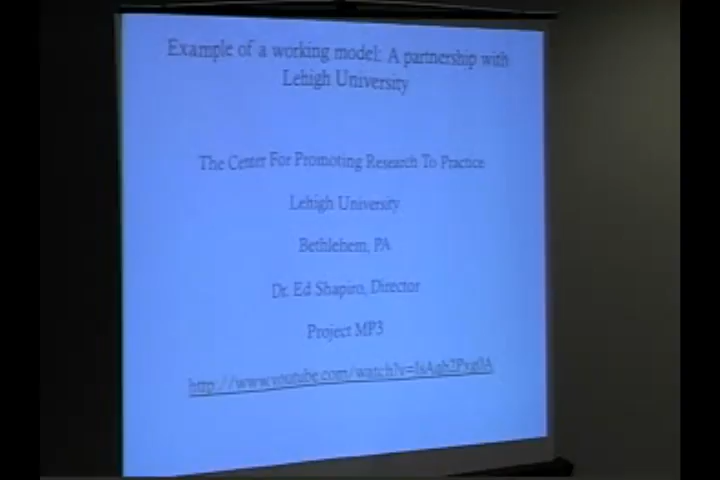 Example of a working model: A partnership with
Lehigh University
The Center For Promoting Research To Practice
Lehigh University
Bethlehem, PA
Dr. Ed Shapiro, Director
Project MP3